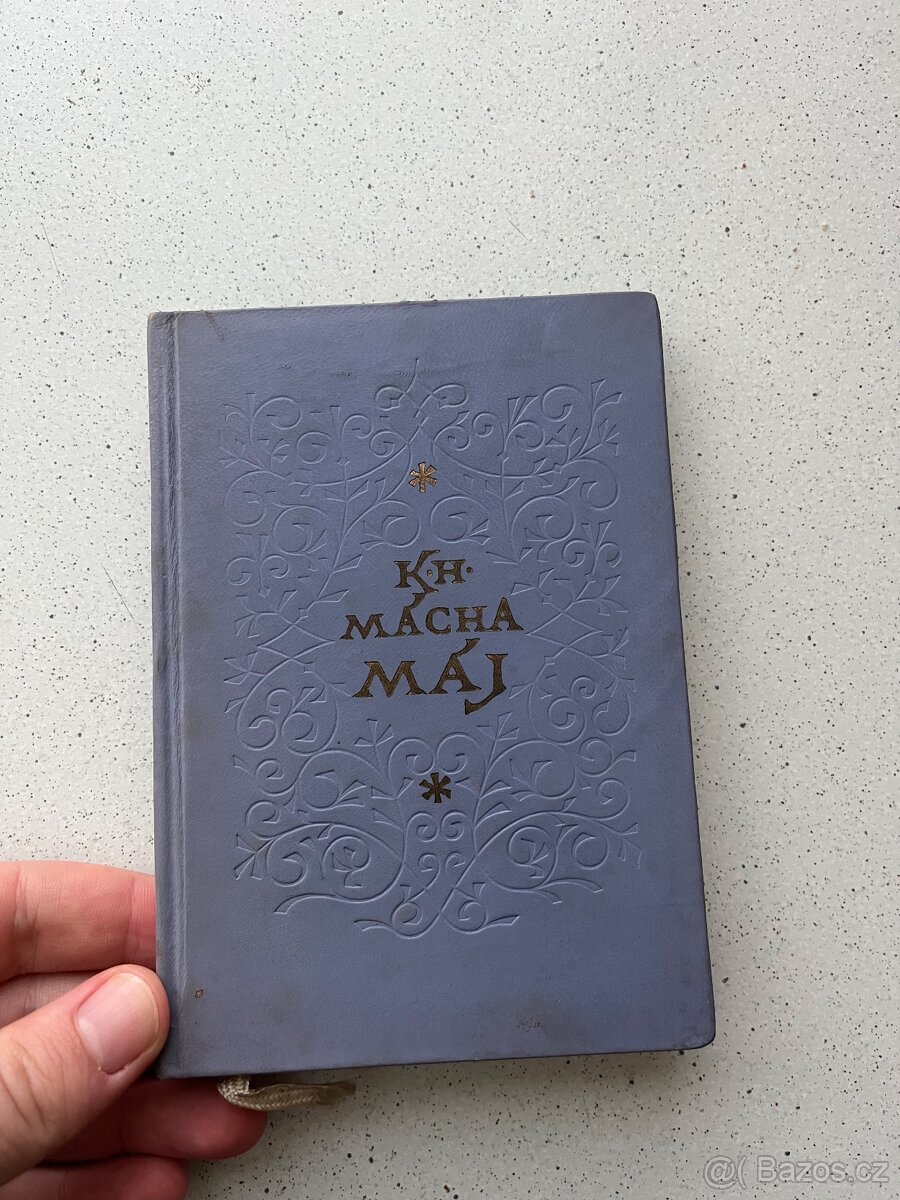 *
K.H.
MÁCHA
MÁJ
*
@( Bazos.cz